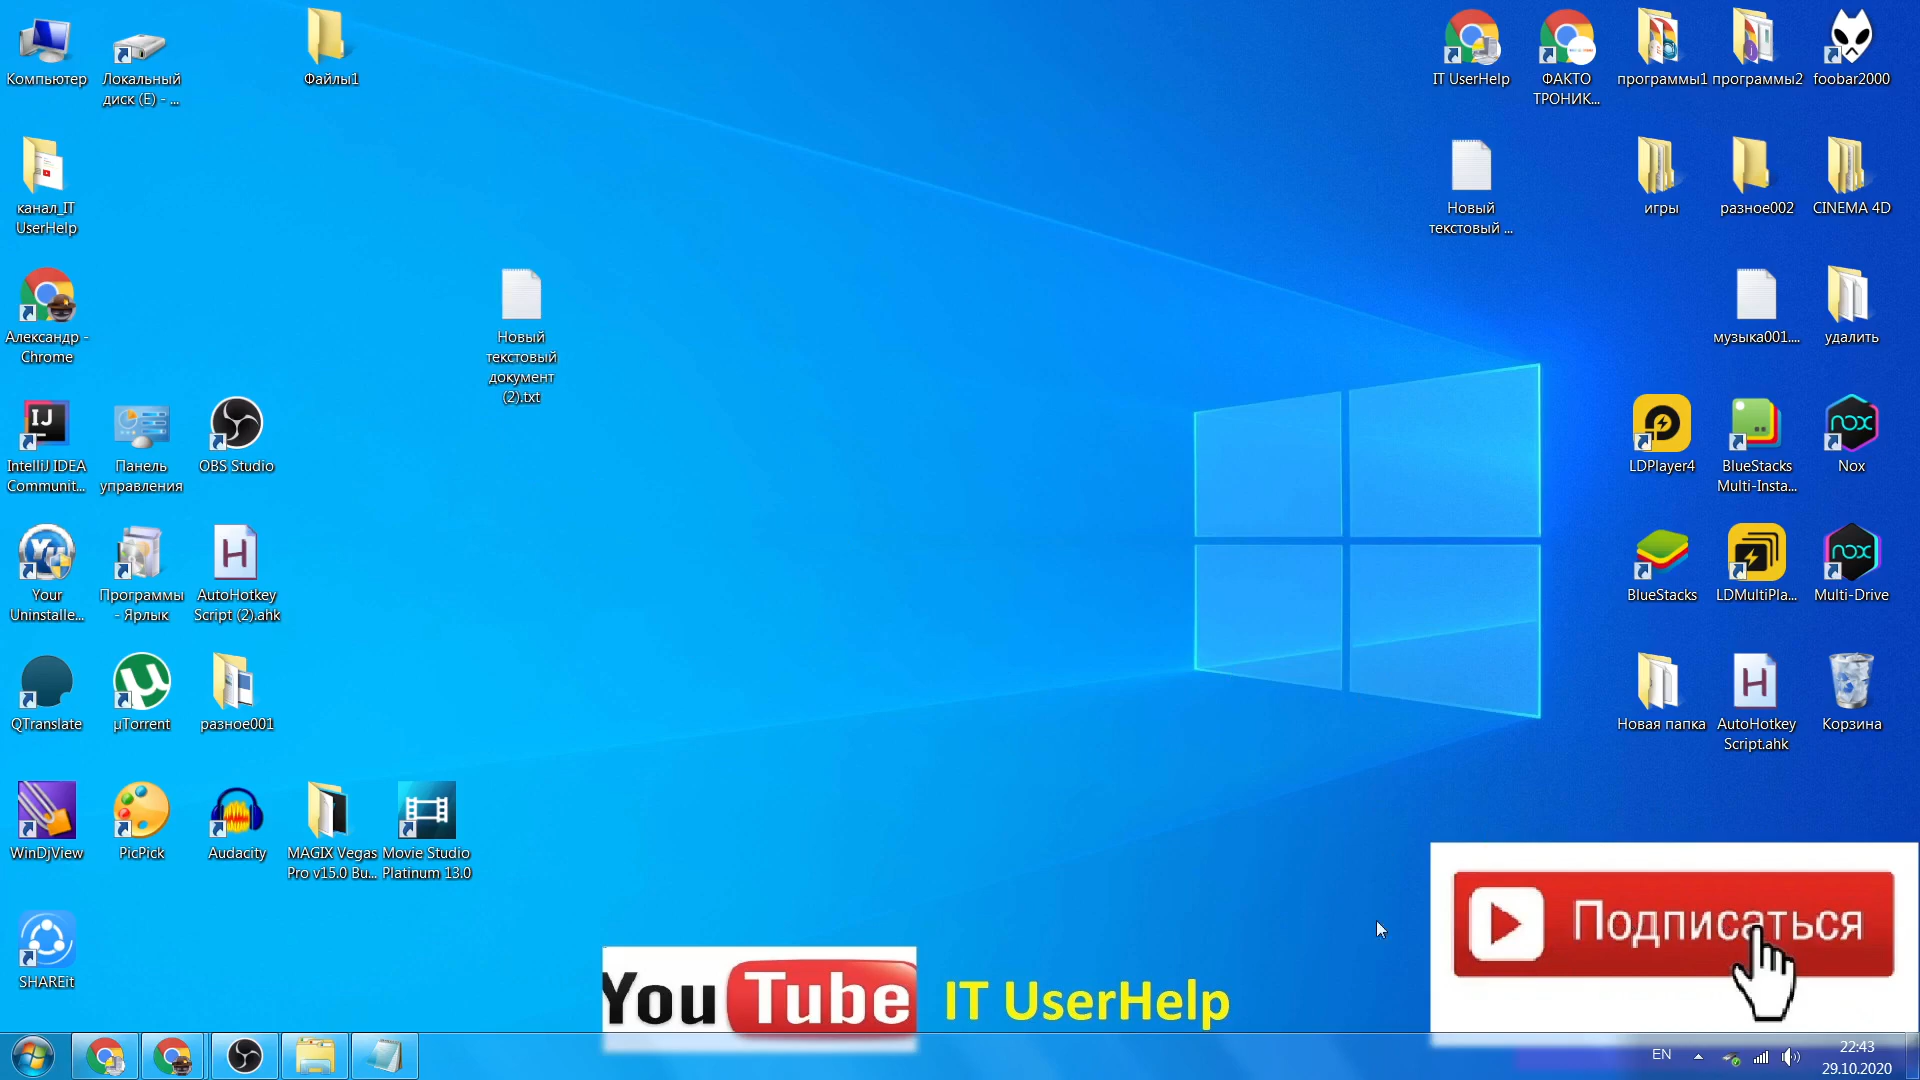 Компьютер
Локальный
диск (E) - ...
Файлы1
IT UserHelp
ФАКТО
ТРОНИК...
программы1
программы2
foobar2000
канал_IT
UserHelp
Новый
текстовый ...
игры
разное002
CINEMA 4D
Александр -
Chrome
Новый
текстовый
документ
(2).txt
музыка001....
удалить
IJ
IntelliJ IDEA
Communit...
Панель
управления
OBS Studio
LDPlayer4
BlueStacks
Multi-Insta...
nox
Nox
Yu
Your
Uninstalle...
Программы
- Ярлык
H
AutoHotkey
Script (2).ahk
BlueStacks
LDMultiPla...
nox
Multi-Drive
QTranslate
µ
µTorrent
разное001
Новая папка
H
AutoHotkey
Script.ahk
Корзина
WinDjView
PicPick
Audacity
MAGIX Vegas
Pro v15.0 Bu...
Movie Studio
Platinum 13.0
SHAREit
Подписаться
YouTube
IT UserHelp
EN
22:43
29.10.2020